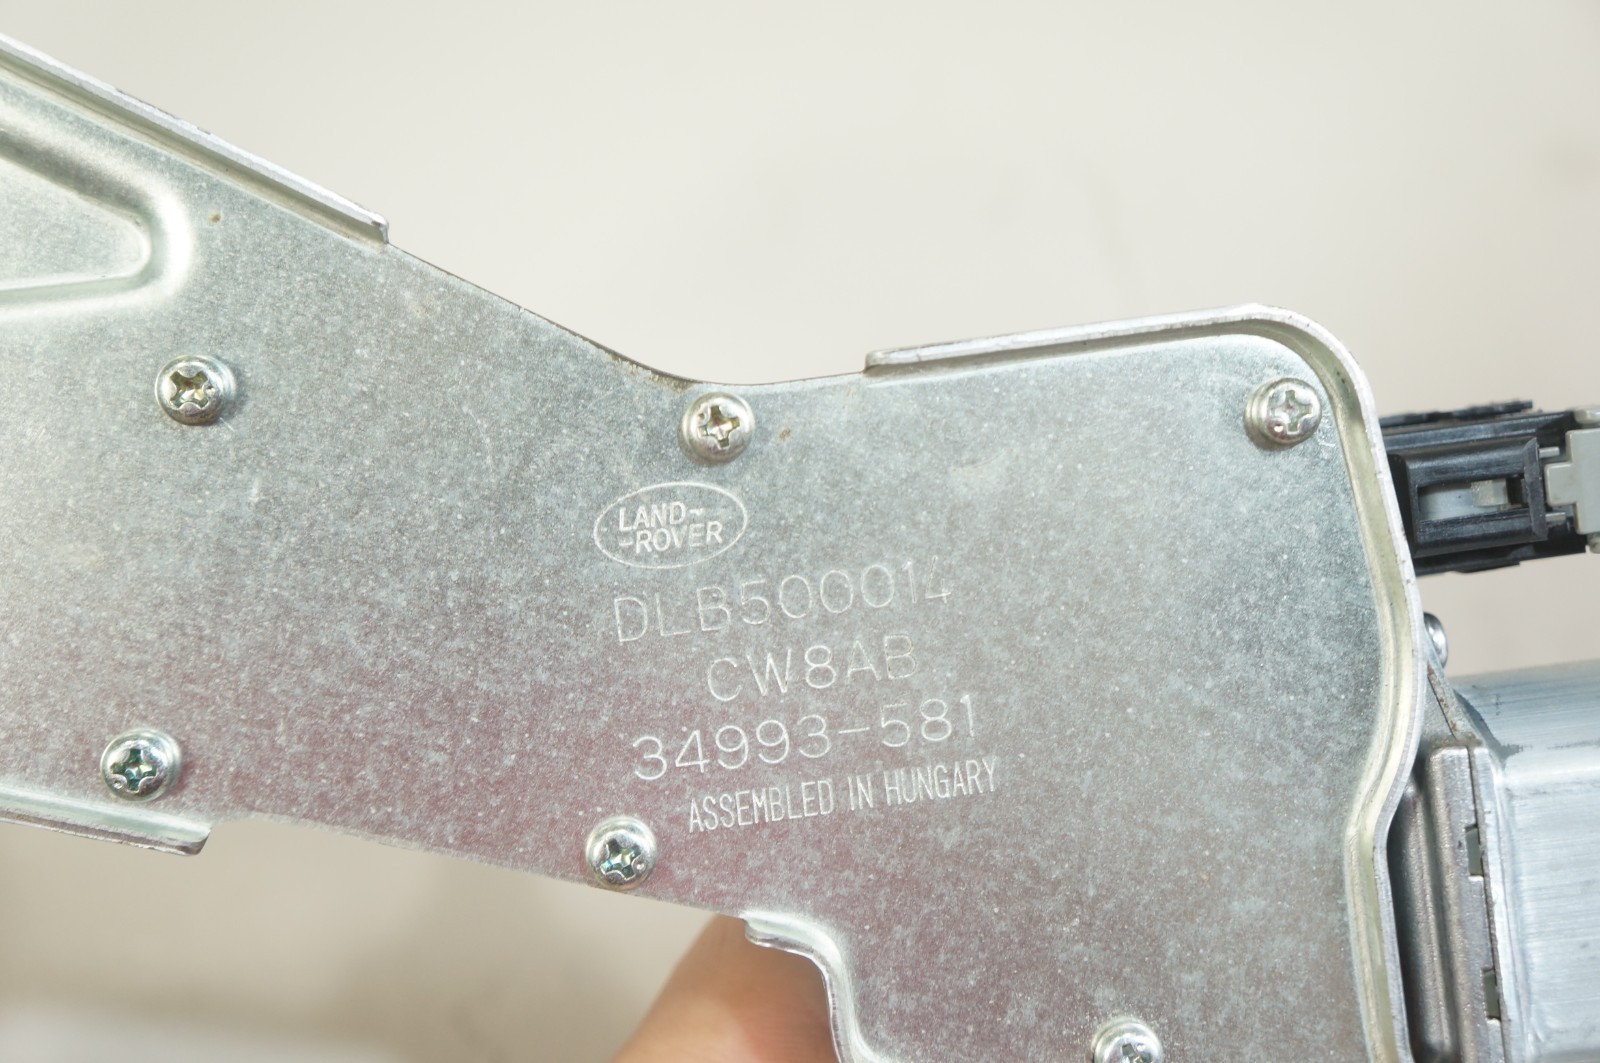 LAND-
-ROVER
DLB500014
CW8AB
34993-581
ASSEMBLED IN HUNGARY